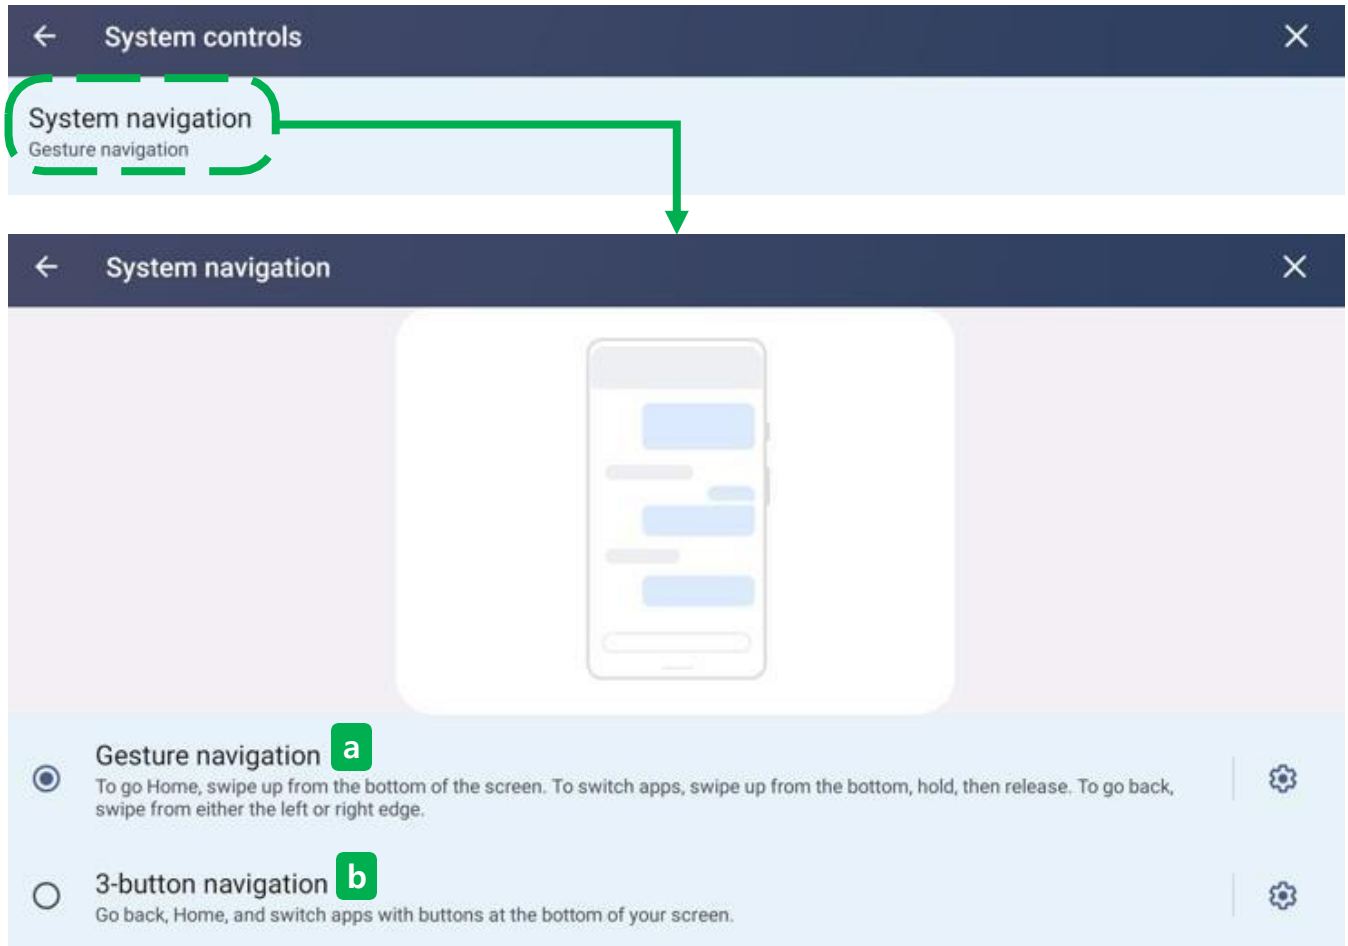 System controls
System navigation
Gesture navigation
System navigation
Gesture navigation a
To go Home, swipe up from the bottom of the screen. To switch apps, swipe up from the bottom, hold, then release. To go back,
swipe from either the left or right edge.
3-button navigation b
Go back, Home, and switch apps with buttons at the bottom of your screen.